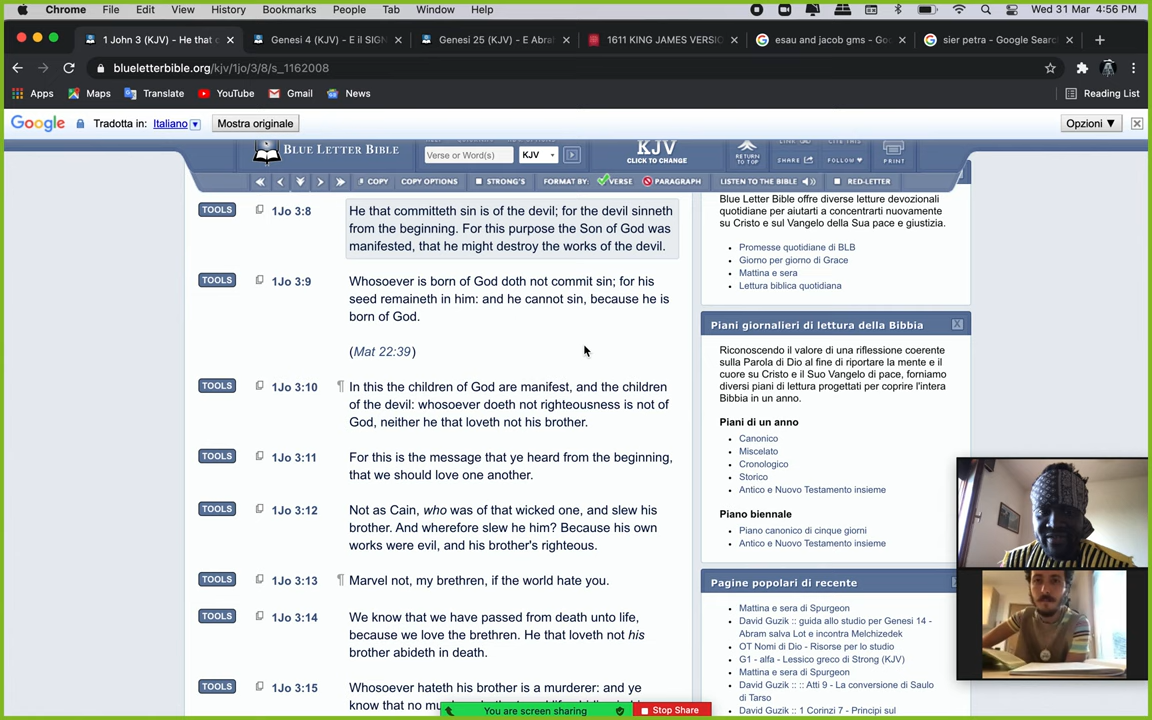 Chrome File Edit View History Bookmarks People Tab Window Help Wed 31 Mar 4:56 PM
1 John 3 (KJV) - He that c
Genesi 4 (KJV) - E il SIGN
Genesi 25 (KJV) - E Abra
1611 KING JAMES VERSIO
esau and jacob gms - Goo
sier petra - Google Searc
blueletterbible.org/kjv/1jo/3/8/s_1162008
Apps Maps Translate YouTube Gmail News Reading List
Google Tradotta in: Italiano Mostra originale Opzioni ▼
BLUE LETTER BIBLE
Verse or Word(s) KJV
KJV
CLICK TO CHANGE
RETURN
TO TOP
SHARE
FOLLOW
PRINT
COPY COPY OPTIONS STRONG'S FORMAT BY: VERSE PARAGRAPH LISTEN TO THE BIBLE RED-LETTER
TOOLS 1Jo 3:8 He that committeth sin is of the devil; for the devil sinneth
from the beginning. For this purpose the Son of God was
manifested, that he might destroy the works of the devil.
TOOLS 1Jo 3:9 Whosoever is born of God doth not commit sin; for his
seed remaineth in him: and he cannot sin, because he is
born of God.
(Mat 22:39)
TOOLS 1Jo 3:10 ¶ In this the children of God are manifest, and the children
of the devil: whosoever doeth not righteousness is not of
God, neither he that loveth not his brother.
TOOLS 1Jo 3:11 For this is the message that ye heard from the beginning,
that we should love one another.
TOOLS 1Jo 3:12 Not as Cain, who was of that wicked one, and slew his
brother. And wherefore slew he him? Because his own
works were evil, and his brother's righteous.
TOOLS 1Jo 3:13 ¶ Marvel not, my brethren, if the world hate you.
TOOLS 1Jo 3:14 We know that we have passed from death unto life,
because we love the brethren. He that loveth not his
brother abideth in death.
TOOLS 1Jo 3:15 Whosoever hateth his brother is a murderer: and ye
know that no
Blue Letter Bible offre diverse letture devozionali
quotidiane per aiutarti a concentrarti nuovamente
su Cristo e sul Vangelo della Sua pace e giustizia.
Promesse quotidiane di BLB
Giorno per giorno di Grace
Mattina e sera
Lettura biblica quotidiana
Piani giornalieri di lettura della Bibbia
Riconoscendo il valore di una riflessione coerente
sulla Parola di Dio al fine di riportare la mente e il
cuore su Cristo e il Suo Vangelo di pace, forniamo
diversi piani di lettura progettati per coprire l'intera
Bibbia in un anno.
Piani di un anno
Canonico
Miscelato
Cronologico
Storico
Antico e Nuovo Testamento insieme
Piano biennale
Piano canonico di cinque giorni
Antico e Nuovo Testamento insieme
Pagine popolari di recente
Mattina e sera di Spurgeon
David Guzik :: guida allo studio per Genesi 14 -
Abram salva Lot e incontra Melchizedek
OT Nomi di Dio - Risorse per lo studio
G1 - alfa - Lessico greco di Strong (KJV)
Mattina e sera di Spurgeon
David Guzik :: :: Atti 9 - La conversione di Saulo
di Tarso
David Guzik :: 1 Corinzi 7 - Principi sul
You are screen sharing Stop Share